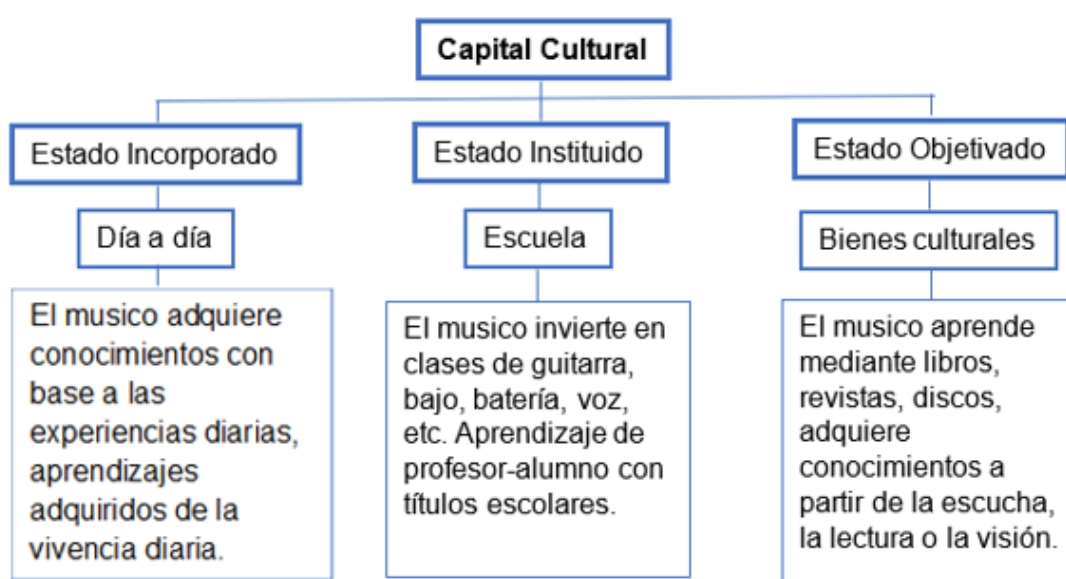 Capital Cultural
Estado Incorporado
Día a día
El musico adquiere
conocimientos con
base a las
experiencias diarias,
aprendizajes
adquiridos de la
vivencia diaria.
Estado Instituido
Escuela
El musico invierte en
clases de guitarra,
bajo, batería, voz,
etc. Aprendizaje de
profesor-alumno con
títulos escolares.
Estado Objetivado
Bienes culturales
El musico aprende
mediante libros,
revistas, discos,
adquiere
conocimientos a
partir de la escucha,
la lectura o la visión.